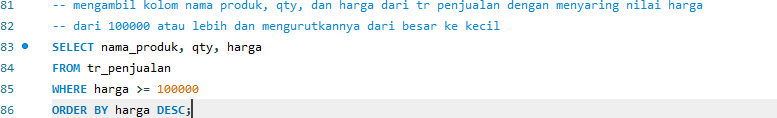 81 -- mengambil kolom nama produk, qty, dan harga dari tr penjualan dengan menyaring nilai harga
82 -- dari 100000 atau lebih dan mengurutkannya dari besar ke kecil
83 SELECT nama_produk, qty, harga
84 FROM tr_penjualan
85 WHERE harga >= 100000
86 ORDER BY harga DESC;